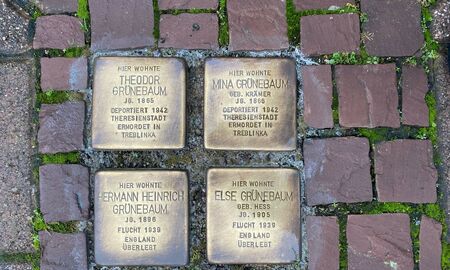 HIER WOHNTE
THEODOR
GRÜNEBAUM
JG. 1865
DEPORTIERT 1942
THERESIENSTADT
ERMORDET IN
TREBLINKA
HIER WOHNTE
MINA GRÜNEBAUM
GEB. KRÄMER
JG. 1866
DEPORTIERT 1942
THERESIENSTADT
ERMORDET IN
TREBLINKA
HIER WOHNTE
HERMANN HEINRICH
GRÜNEBAUM
JG. 1896
FLUCHT 1939
ENGLAND
ÜBERLEBT
HIER WOHNTE
ELSE GRÜNEBAUM
GEB. HESS
JG. 1905
FLUCHT 1939
ENGLAND
ÜBERLEBT